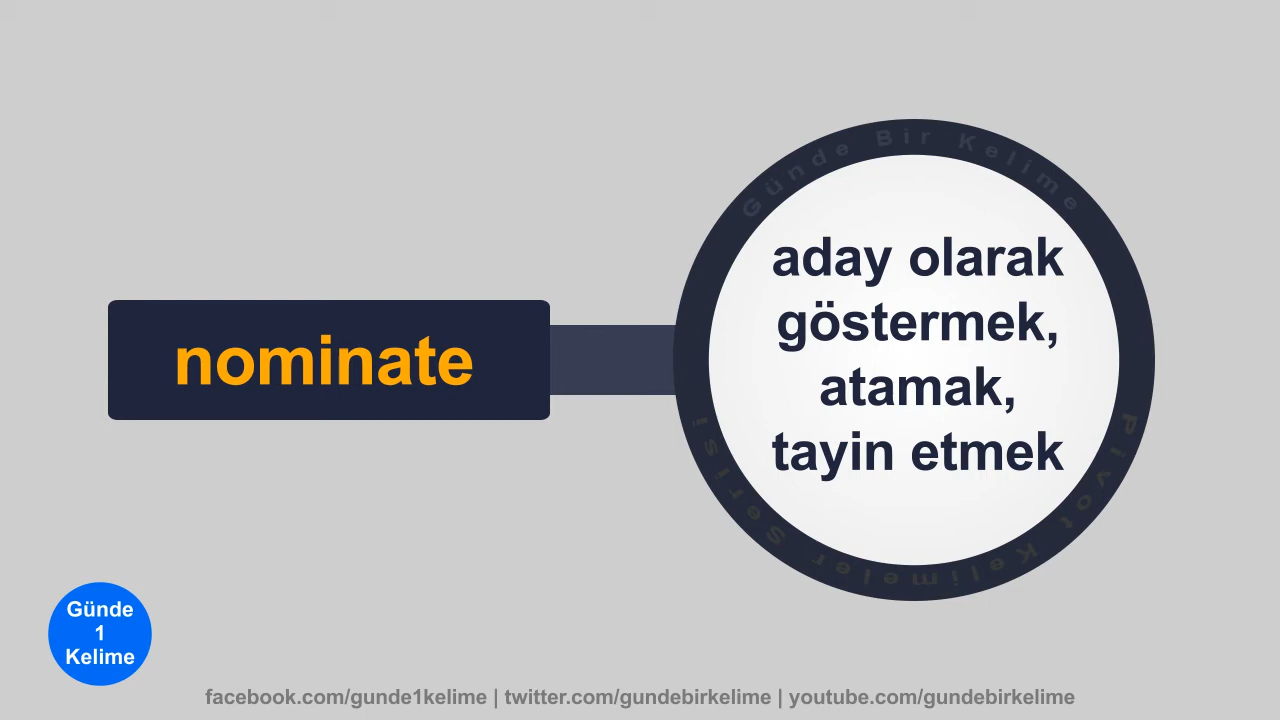 Günde Bir Kelime
nominate
aday olarak
göstermek,
atamak,
tayin etmek
Pivot Kelimeler Serisi
Günde
1
Kelime
facebook.com/gunde1kelime | twitter.com/gundebirkelime | youtube.com/gundebirkelime